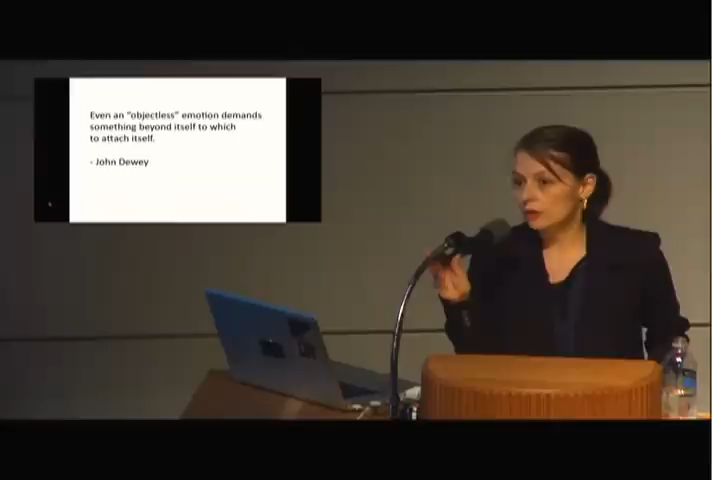 Even an "objectless" emotion demands
something beyond itself to which
to attach itself.
- John Dewey